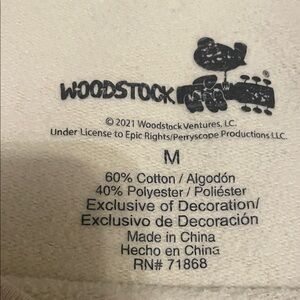 WOODSTOCK
©2021 Woodstock Ventures, LC.
Under License to Epic Rights/Perryscope Productions LLC.
M
60% Cotton / Algodón
40% Polyester / Poliéster
Exclusive of Decoration/
Exclusivo de Decoración
Made in China
Hecho en China
RN# 71868